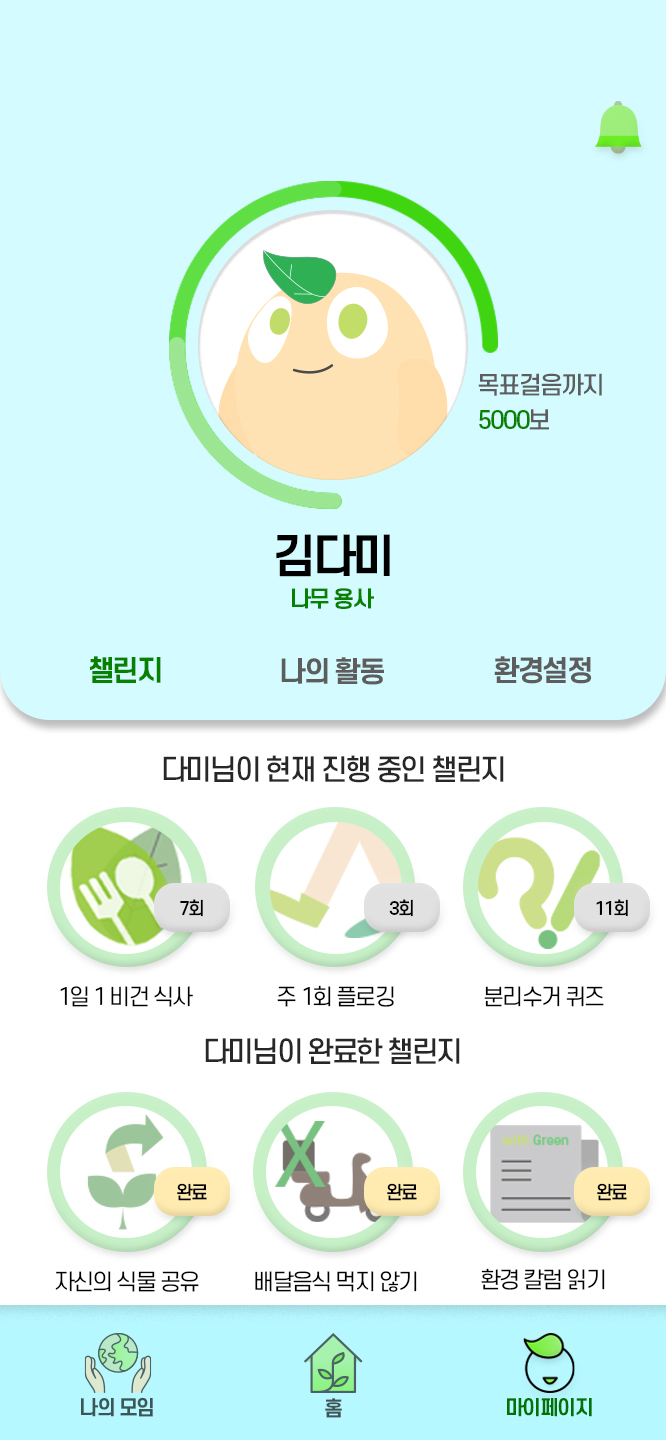 목표걸음까지
5000보
김다미
나무 용사
챌린지 나의 활동 환경설정
다미님이 현재 진행 중인 챌린지
7회 3회 11회
1일 1 비건 식사 주 1회 플로깅 분리수거 퀴즈
다미님이 완료한 챌린지
with Green
완료 완료 완료
자신의 식물 공유 배달음식 먹지 않기 환경 칼럼 읽기
나의 모임 홈 마이페이지